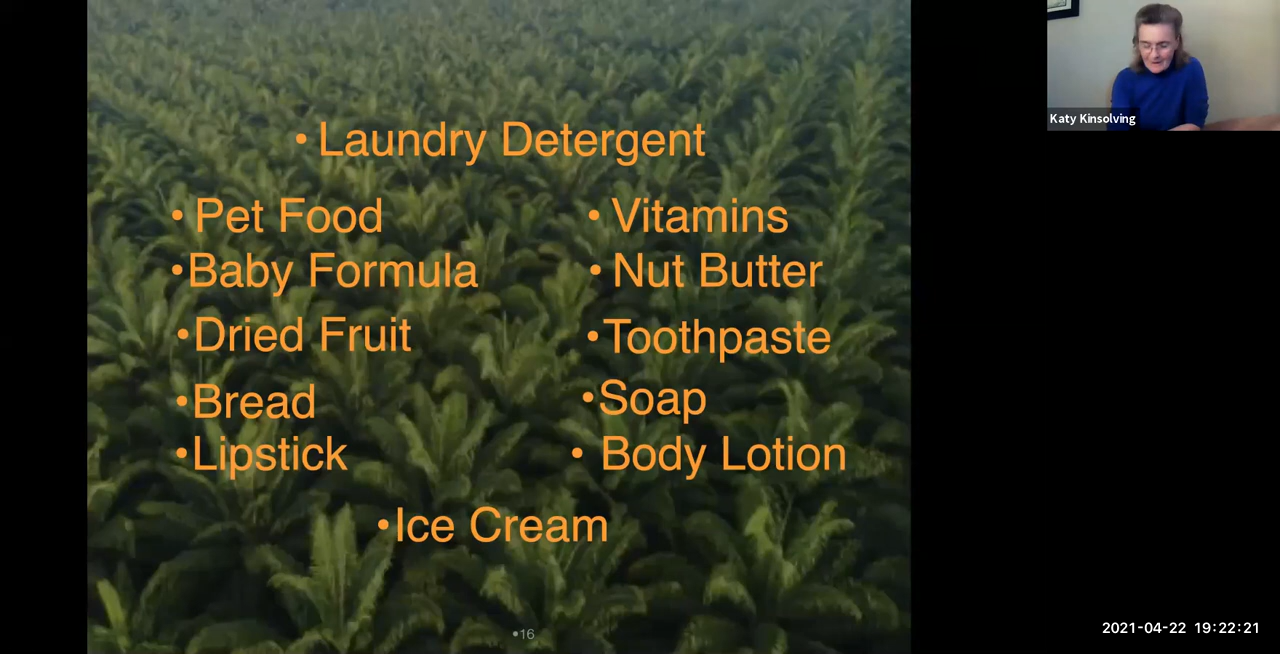 • Laundry Detergent
• Pet Food
•Baby Formula
•Dried Fruit
•Bread
•Lipstick
• Vitamins
• Nut Butter
•Toothpaste
•Soap
• Body Lotion
•Ice Cream
•16
Katy Kinsolving
2021-04-22 19:22:21